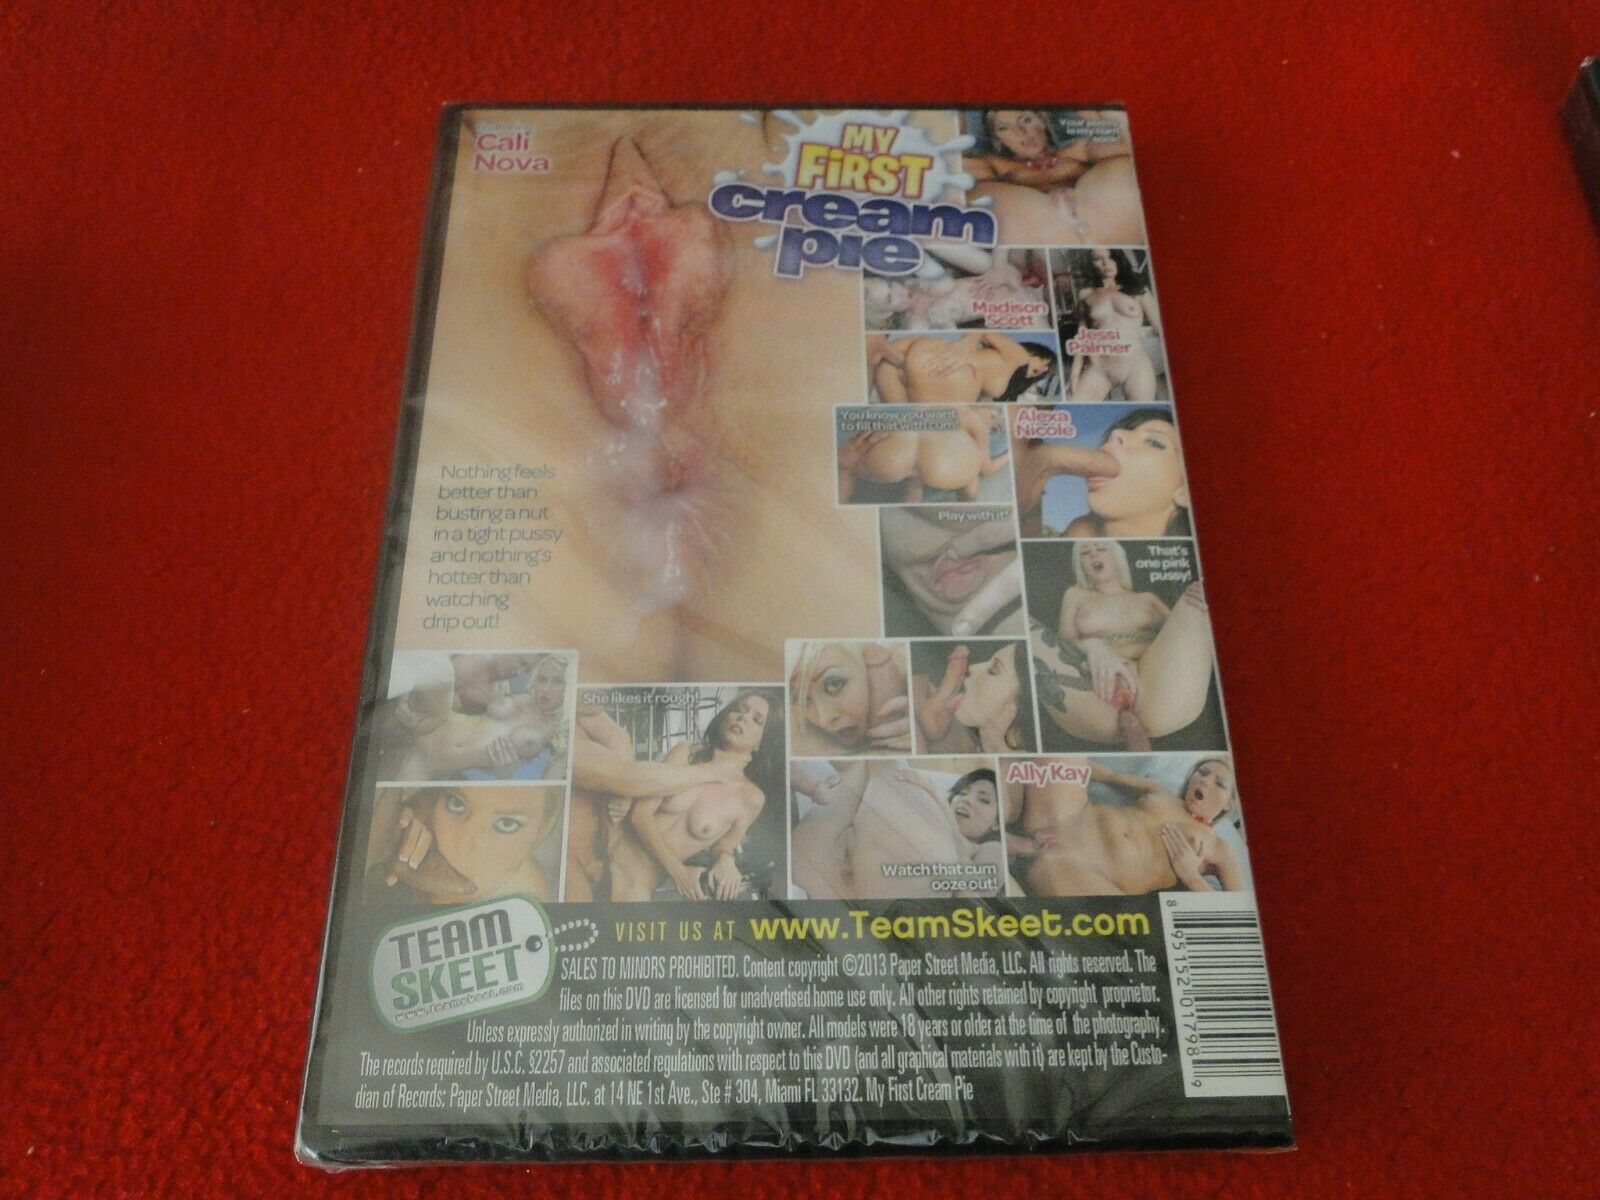 Cali
Nova
MY
FIRST
cream
pie
Madison
Scott
Jessi
Palmer
You know you want
to fill that with cum!
Alexa
Nicole
Play with it!
That's
one pink
pussy!
Nothing feels
better than
busting a nut
in a tight pussy
and nothing's
hotter than
watching
drip out!
She likes it rough!
Ally Kay
Watch that cum
ooze out!
TEAM
SKEET
www.teamskeet.com
VISIT US AT www.TeamSkeet.com
SALES TO MINORS PROHIBITED. Content copyright ©2013 Paper Street Media, LLC. All rights reserved. The
files on this DVD are licensed for unadvertised home use only. All other rights retained by copyright proprietor.
Unless expressly authorized in writing by the copyright owner. All models were 18 years or older at the time of the photography.
The records required by U.S.C. §2257 and associated regulations with respect to this DVD (and all graphical materials with it) are kept by the Custo-
dian of Records: Paper Street Media, LLC. at 14 NE 1st Ave., Ste # 304, Miami FL 33132. My First Cream Pie
8 95152 01798 9